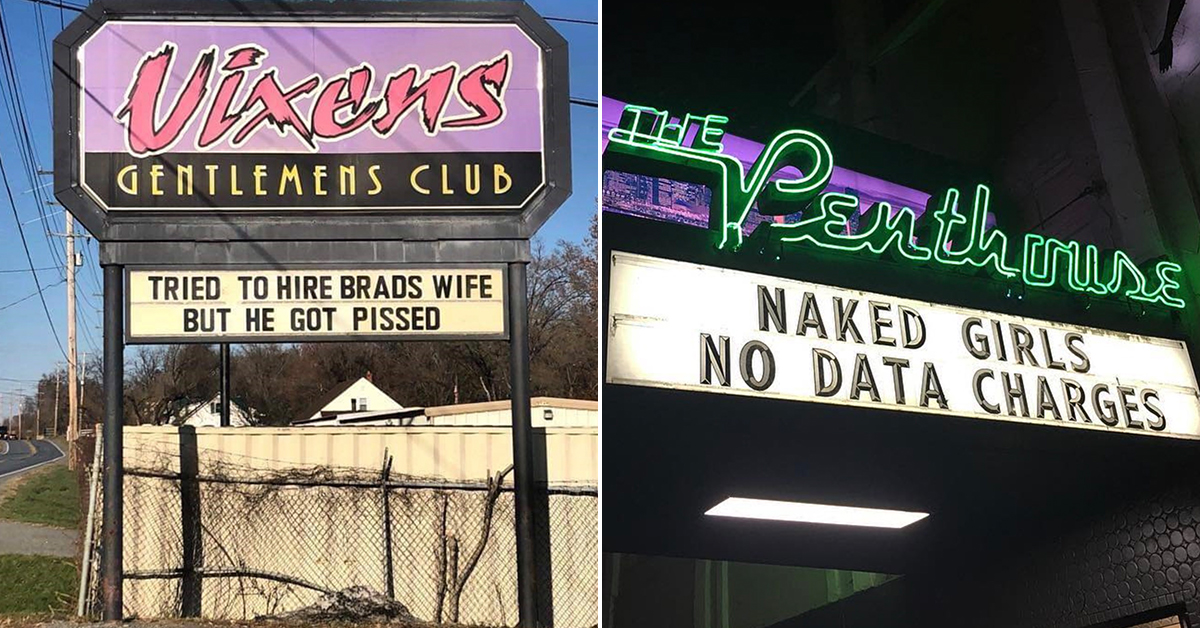 Vixens
GENTLEMENS CLUB
TRIED TO HIRE BRADS WIFE
BUT HE GOT PISSED
THE
Penthouse
NAKED GIRLS
NO DATA CHARGES